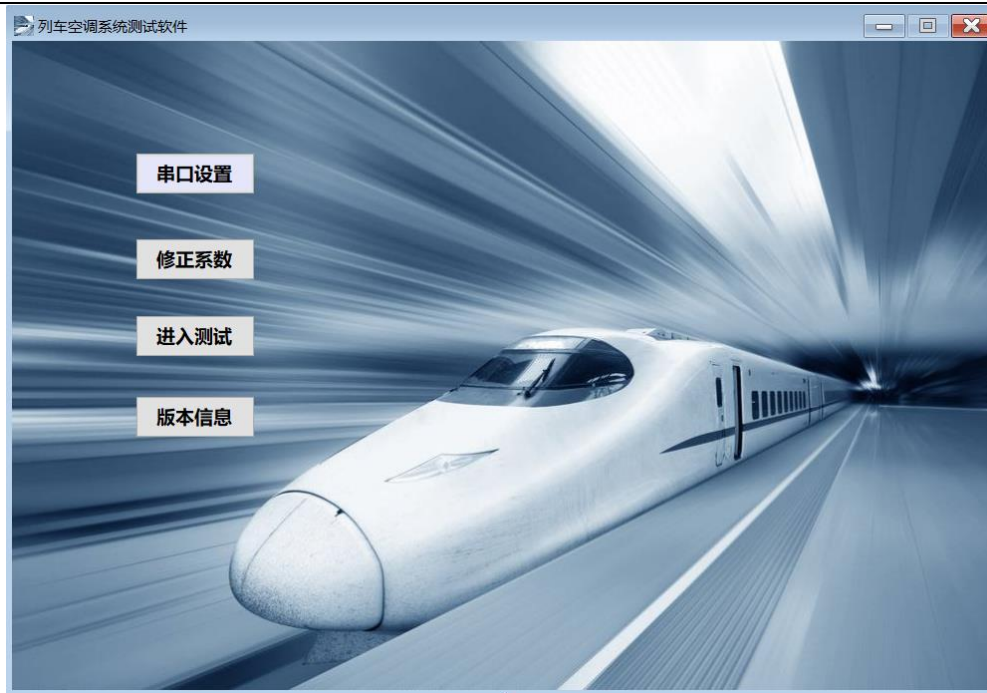 列车空调系统测试软件
串口设置
修正系数
进入测试
版本信息